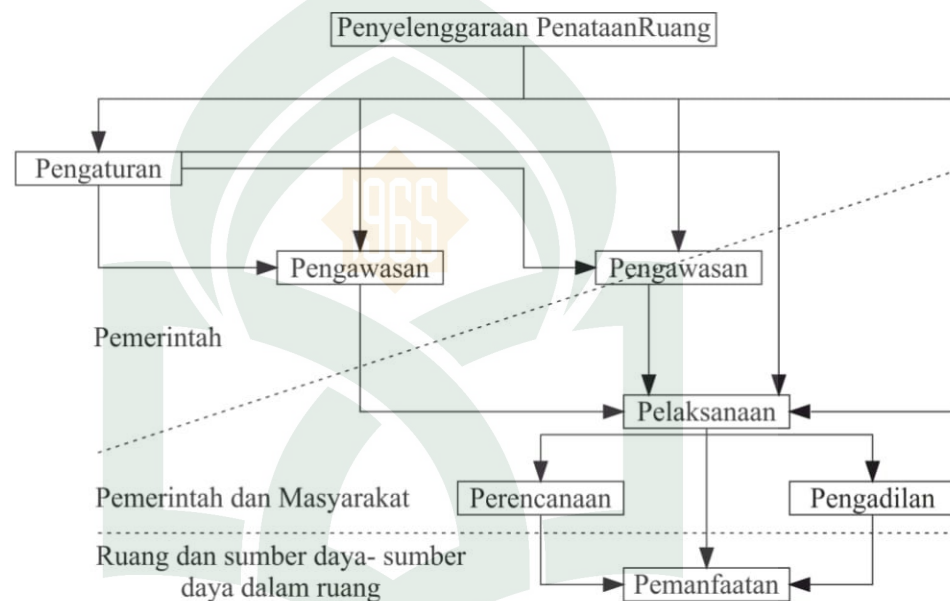 Penyelenggaraan PenataanRuang
Pengaturan
1965
Pengawasan
Pengawasan
Pemerintah
Pelaksanaan
Pemerintah dan Masyarakat
Perencanaan
Pengadilan
Ruang dan sumber daya- sumber
daya dalam ruang
Pemanfaatan